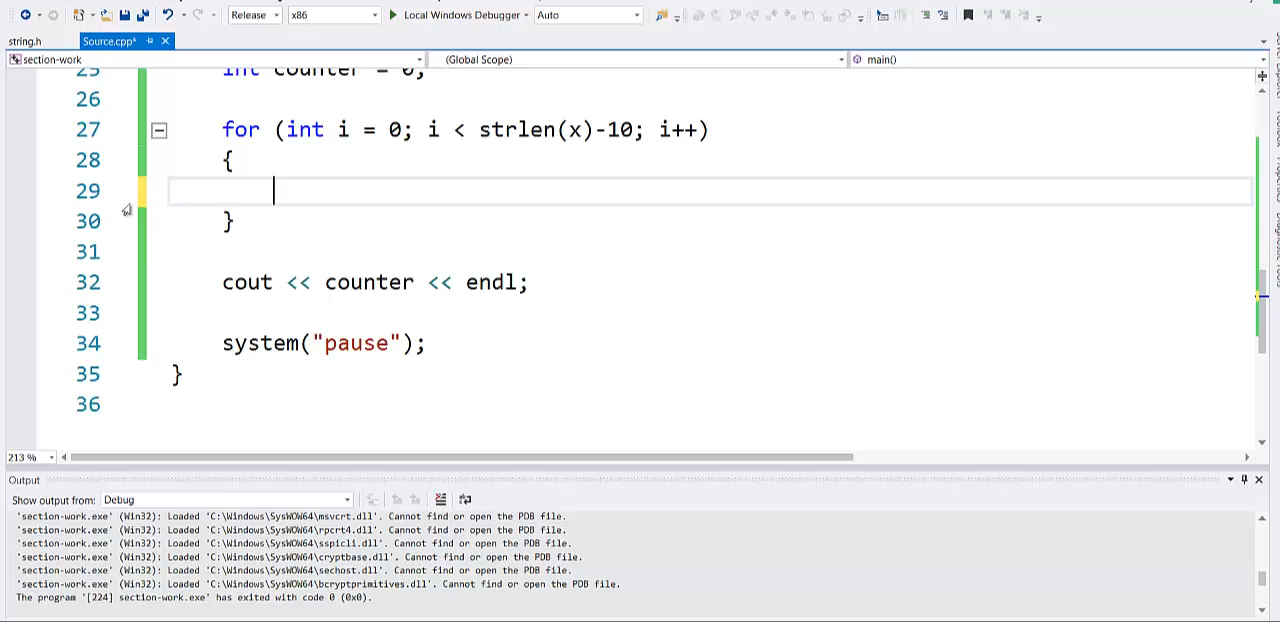 Release x86 Local Windows Debugger Auto
string.h Source.cpp*
section-work (Global Scope) main()
25 int counter = 0;
26
27 for (int i = 0; i < strlen(x)-10; i++)
28 {
29
30 }
31
32 cout << counter << endl;
33
34 system("pause");
35 }
36
213 %
Output
Show output from: Debug
'section-work.exe' (Win32): Loaded 'C:\Windows\SysWOW64\msvcrt.dll'. Cannot find or open the PDB file.
'section-work.exe' (Win32): Loaded 'C:\Windows\SysWOW64\rpcrt4.dll'. Cannot find or open the PDB file.
'section-work.exe' (Win32): Loaded 'C:\Windows\SysWOW64\sspicli.dll'. Cannot find or open the PDB file.
'section-work.exe' (Win32): Loaded 'C:\Windows\SysWOW64\cryptbase.dll'. Cannot find or open the PDB file.
'section-work.exe' (Win32): Loaded 'C:\Windows\SysWOW64\sechost.dll'. Cannot find or open the PDB file.
'section-work.exe' (Win32): Loaded 'C:\Windows\SysWOW64\bcryptprimitives.dll'. Cannot find or open the PDB file.
The program '[224] section-work.exe' has exited with code 0 (0x0).